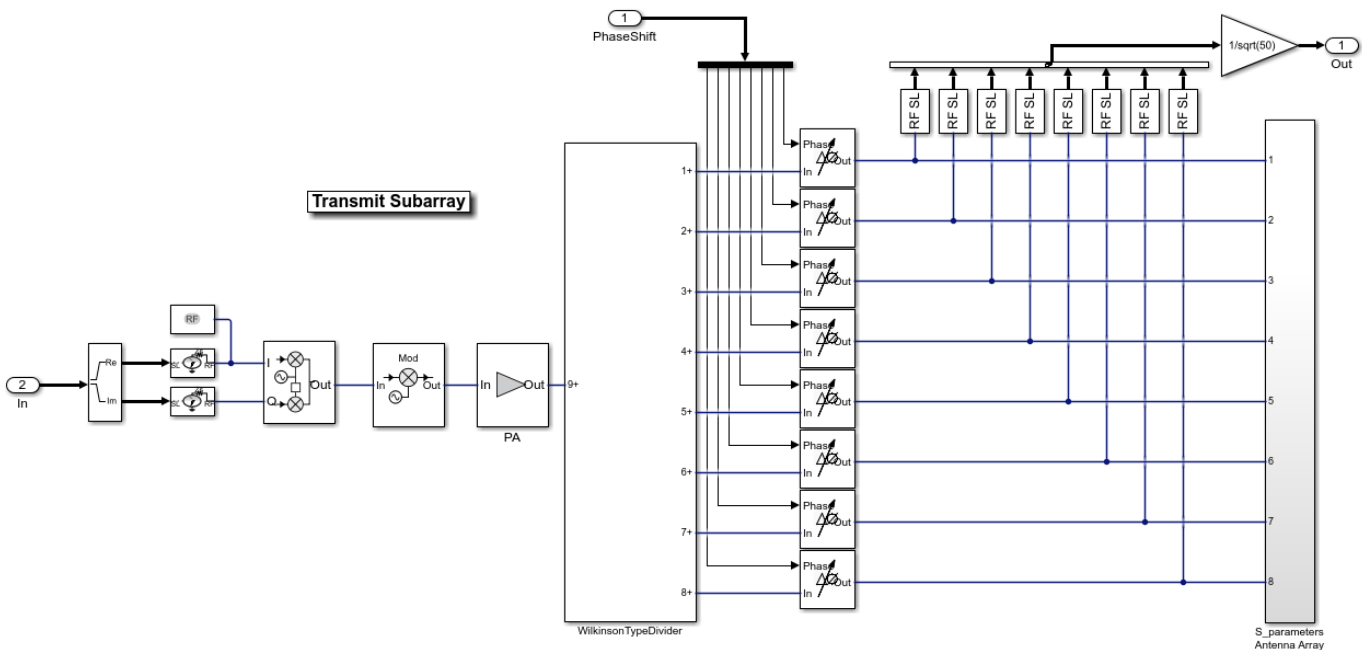 1
PhaseShift
1/sqrt(50)
1
Out
RF SL
RF SL
RF SL
RF SL
RF SL
RF SL
RF SL
RF SL
Transmit Subarray
2
In
Re
Im
RF
SL RF
SL RF
I
Q
Out
Mod
In
Out
In
Out
PA
9+
1+
2+
3+
4+
5+
6+
7+
8+
WilkinsonTypeDivider
Phase
In
Out
Phase
In
Out
Phase
In
Out
Phase
In
Out
Phase
In
Out
Phase
In
Out
Phase
In
Out
Phase
In
Out
1
2
3
4
5
6
7
8
S_parameters
Antenna Array